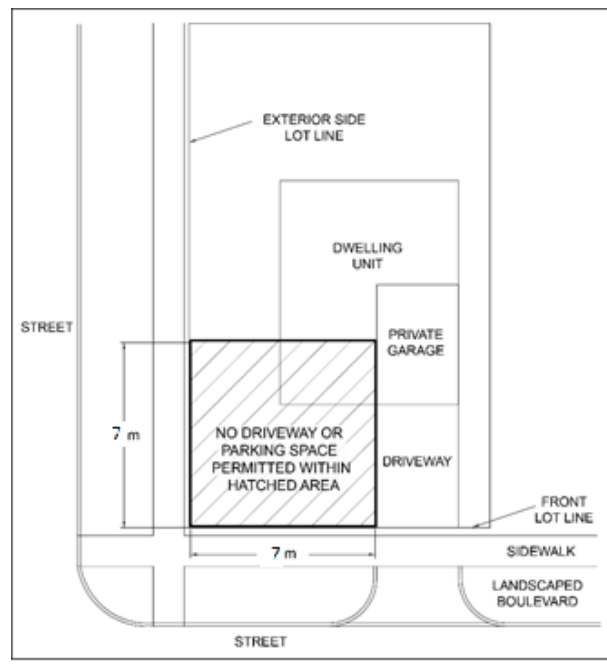 EXTERIOR SIDE
LOT LINE
DWELLING
UNIT
STREET
PRIVATE
GARAGE
7 m
NO DRIVEWAY OR
PARKING SPACE
PERMITTED WITHIN
HATCHED AREA
DRIVEWAY
FRONT
LOT LINE
7 m
SIDEWALK
LANDSCAPED
BOULEVARD
STREET